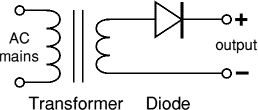 AC
mains
+
output
−
Transformer
Diode